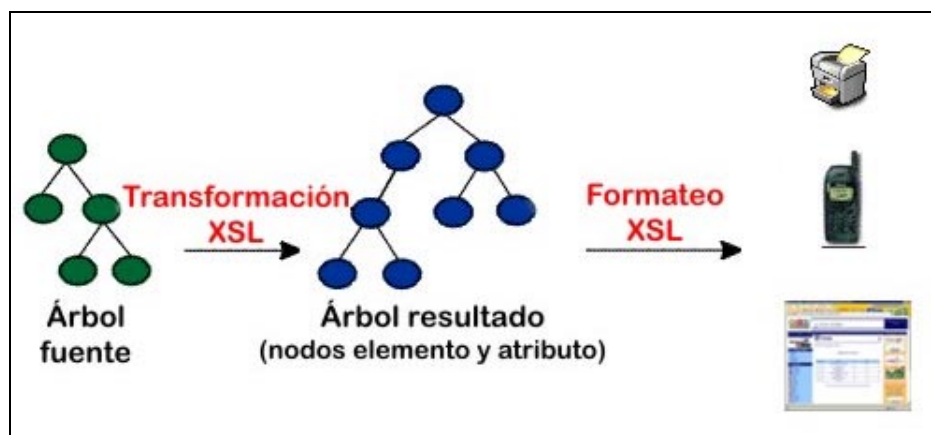 Transformación
XSL
Formateo
XSL
Árbol
fuente
Árbol resultado
(nodos elemento y atributo)